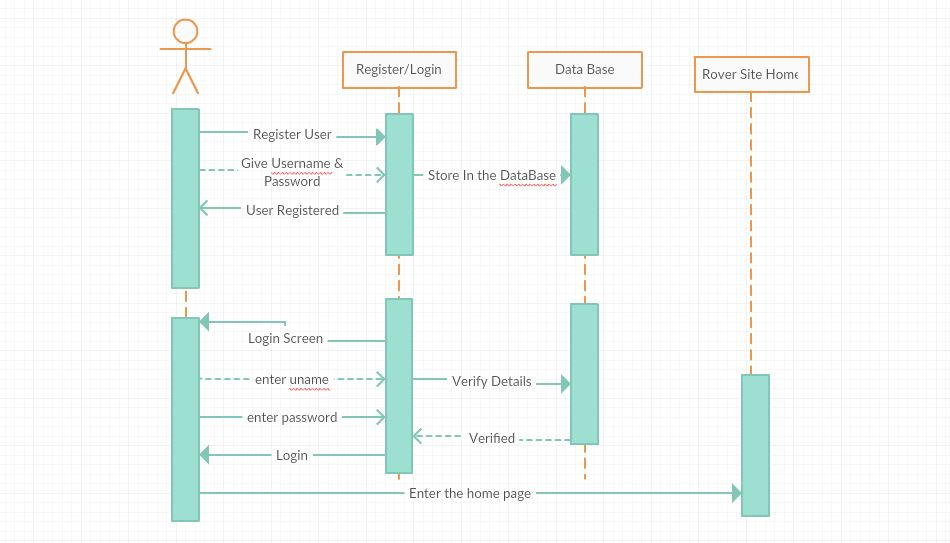 Register/Login
Data Base
Rover Site Home
Register User
Give Username &
Password
Store In the DataBase
User Registered
Login Screen
enter uname
Verify Details
enter password
Verified
Login
Enter the home page